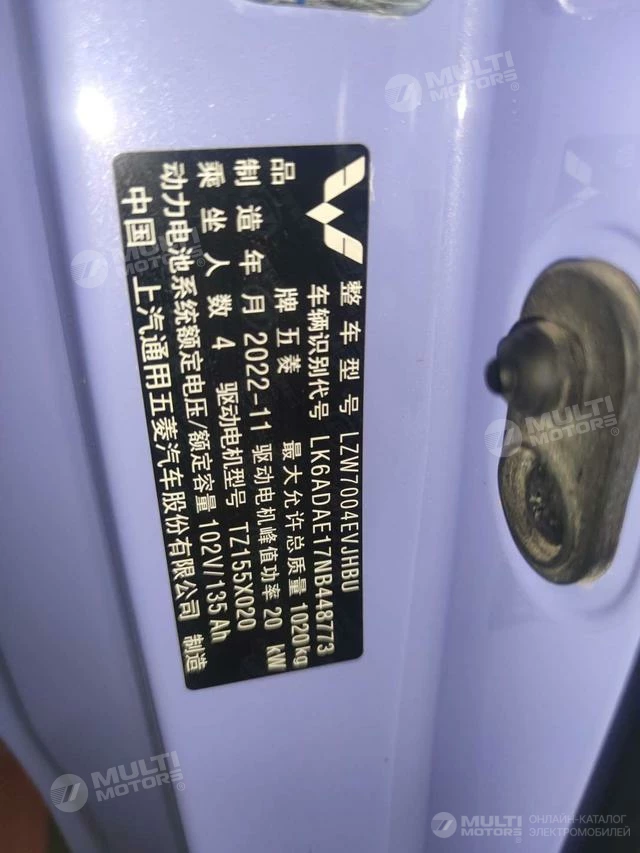 整车型号 LZW7004EVJHBU
车辆识别代号 LK6ADAE17NB448773
品牌 五菱 最大允许总质量 1020kg
制造年月 2022-11 驱动电机峰值功率 20 kW
乘坐人数 4 驱动电机型号 TZ155X020
动力电池系统额定电压/额定容量 102V/135Ah
中国 上汽通用五菱汽车股份有限公司 制造
MULTI
MOTORS®
MULTI
MOTORS®
MULTI
MOTORS®
MULTI
MOTORS®
MULTI
MOTORS®
ОНЛАЙН-КАТАЛОГ
ЭЛЕКТРОМОБИЛЕЙ